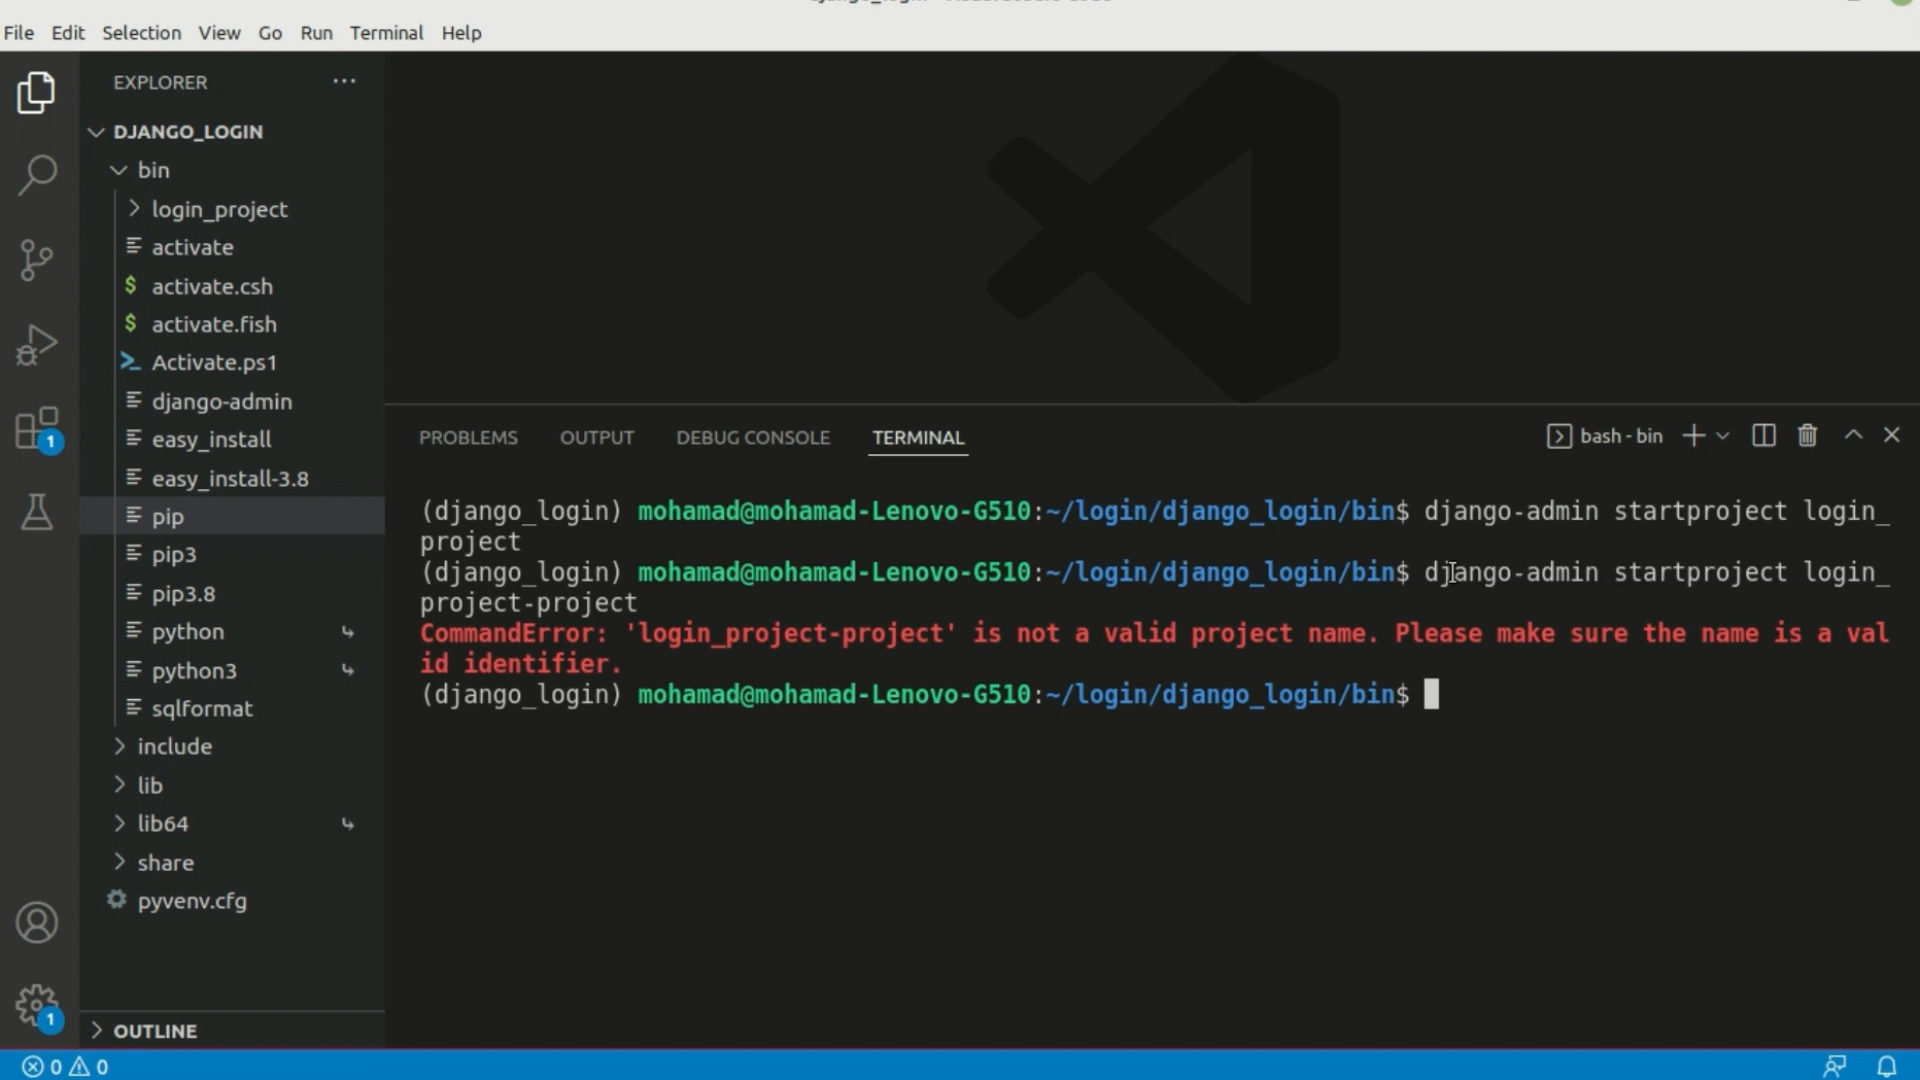 File Edit Selection View Go Run Terminal Help
EXPLORER
DJANGO_LOGIN
bin
login_project
activate
$ activate.csh
$ activate.fish
Activate.ps1
django-admin
easy_install
easy_install-3.8
pip
pip3
pip3.8
python
python3
sqlformat
include
lib
lib64
share
pyvenv.cfg
OUTLINE
1
1
PROBLEMS OUTPUT DEBUG CONSOLE TERMINAL
bash - bin
(django_login) mohamad@mohamad-Lenovo-G510:~/login/django_login/bin$ django-admin startproject login_
project
(django_login) mohamad@mohamad-Lenovo-G510:~/login/django_login/bin$ django-admin startproject login_
project-project
CommandError: 'login_project-project' is not a valid project name. Please make sure the name is a val
id identifier.
(django_login) mohamad@mohamad-Lenovo-G510:~/login/django_login/bin$
0 0